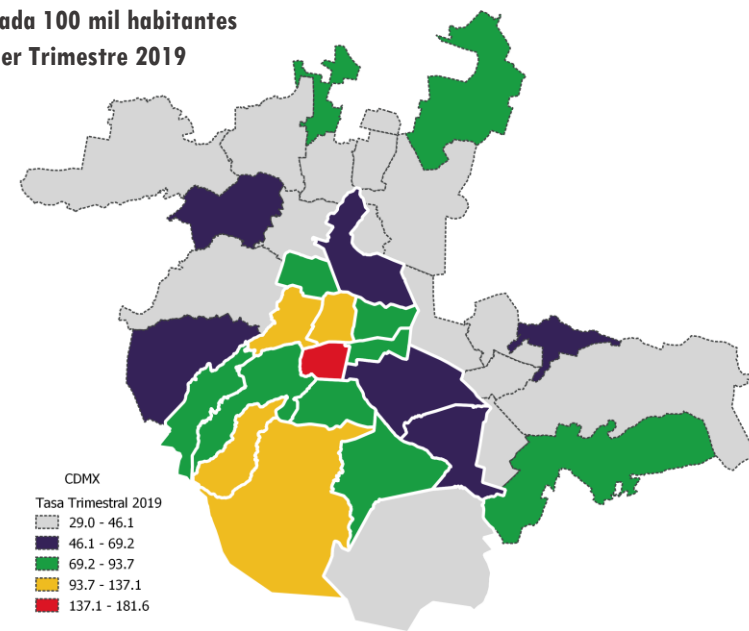 ada 100 mil habitantes
er Trimestre 2019
CDMX
Tasa Trimestral 2019
29.0 - 46.1
46.1 - 69.2
69.2 - 93.7
93.7 - 137.1
137.1 - 181.6